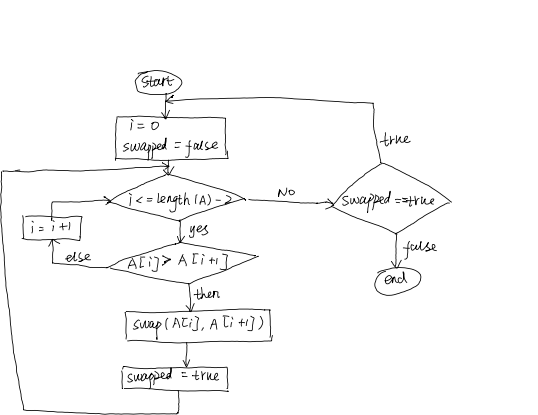 Start
i = 0
swapped = false
true
i <= length(A) - 2
No
swapped == true
i = i + 1
yes
false
else
A[i] > A[i+1]
end
then
swap(A[i], A[i+1])
swapped = true